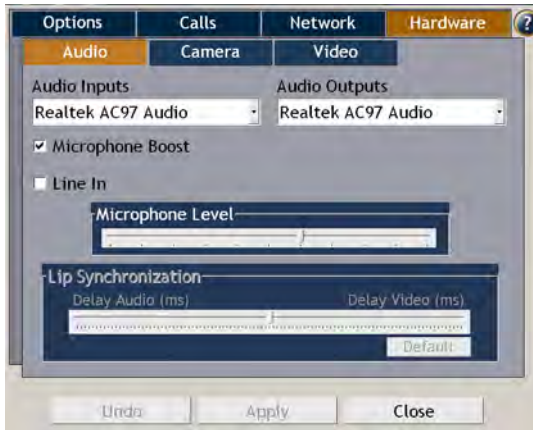 Options Calls Network Hardware ?
Audio Camera Video
Audio Inputs Audio Outputs
Realtek AC97 Audio Realtek AC97 Audio
Microphone Boost
Line In
Microphone Level
Lip Synchronization
Delay Audio (ms) Delay Video (ms)
Default
Undo Apply Close